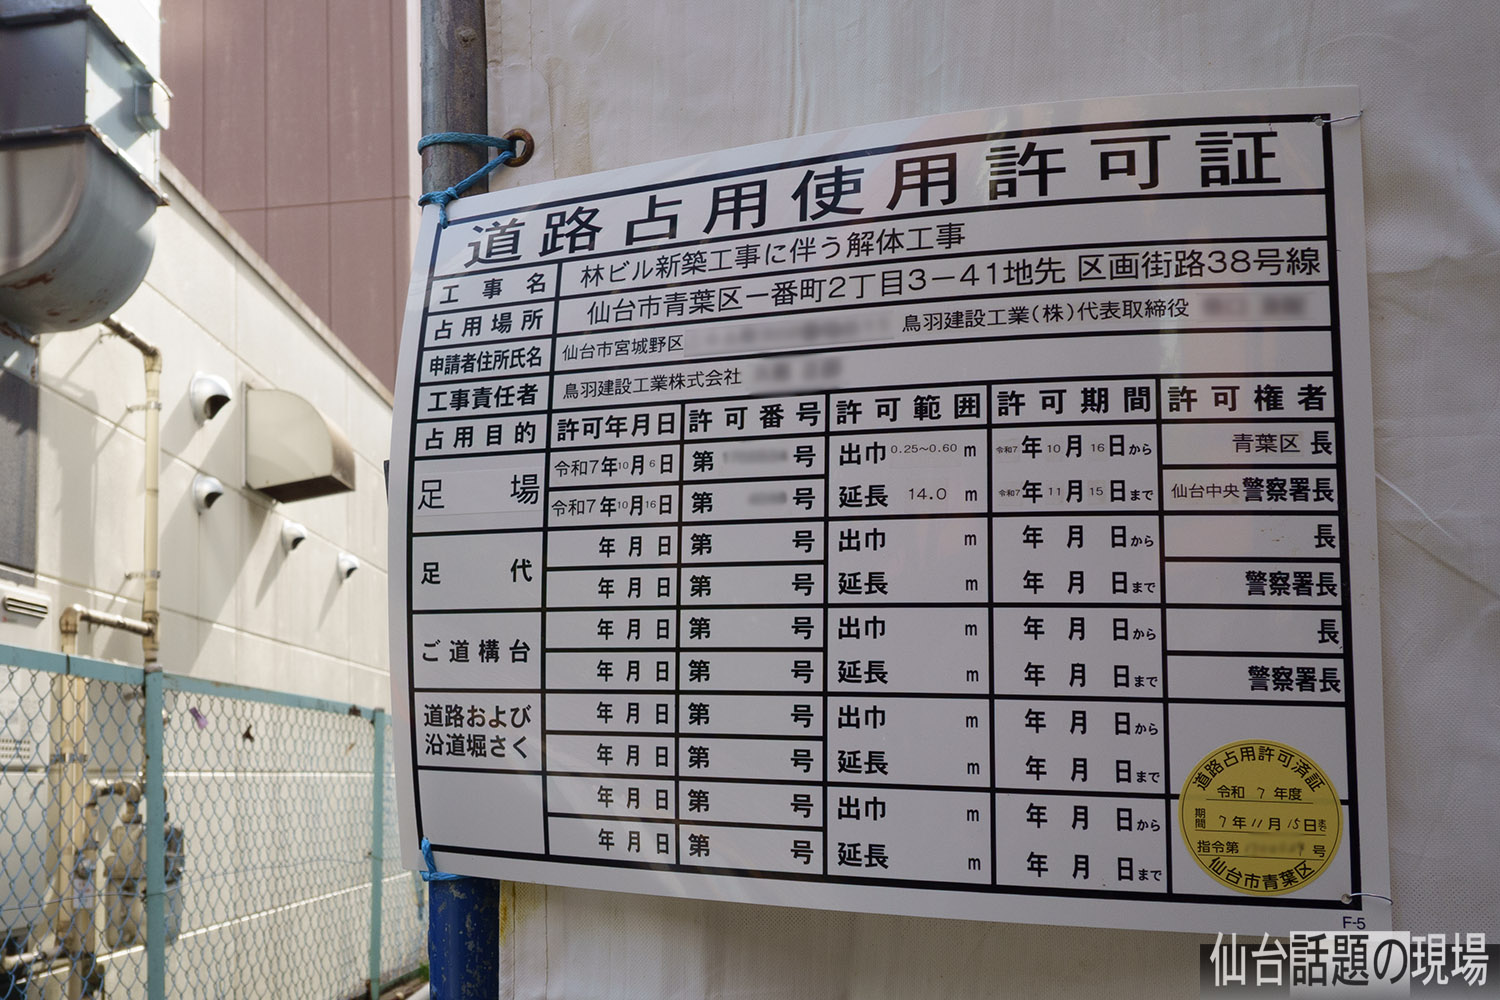 道路占用使用許可証
工事名 林ビル新築工事に伴う解体工事
占用場所 仙台市青葉区一番町2丁目3-41地先 区画街路38号線
申請者住所氏名 仙台市宮城野区 鳥羽建設工業(株)代表取締役
工事責任者 鳥羽建設工業株式会社
占用目的 許可年月日 許可番号 許可範囲 許可期間 許可権者
足場 令和7年10月6日 第 号 出巾 0.25~0.60 m 令和7年10月16日から 青葉区 長
令和7年10月16日 第 号 延長 14.0 m 令和7年11月15日まで 仙台中央警察署長
足代 年月日 第 号 出巾 m 年月日から 長
年月日 第 号 延長 m 年月日まで 警察署長
ご道構台 年月日 第 号 出巾 m 年月日から 長
年月日 第 号 延長 m 年月日まで 警察署長
道路および 年月日 第 号 出巾 m 年月日から
沿道堀さく 年月日 第 号 延長 m 年月日まで
年月日 第 号 出巾 m 年月日から
年月日 第 号 延長 m 年月日まで
道路占用許可済証
令和 7 年度
期間 7年11月15日まで
指令第 号
仙台市青葉区
F-5
仙台話題の現場